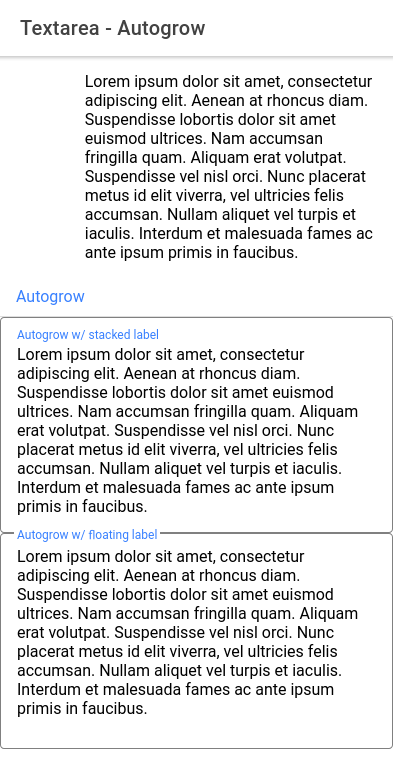 Textarea - Autogrow
Lorem ipsum dolor sit amet, consectetur
adipiscing elit. Aenean at rhoncus diam.
Suspendisse lobortis dolor sit amet
euismod ultrices. Nam accumsan
fringilla quam. Aliquam erat volutpat.
Suspendisse vel nisl orci. Nunc placerat
metus id elit viverra, vel ultricies felis
accumsan. Nullam aliquet vel turpis et
iaculis. Interdum et malesuada fames ac
ante ipsum primis in faucibus.
Autogrow
Autogrow w/ stacked label
Lorem ipsum dolor sit amet, consectetur
adipiscing elit. Aenean at rhoncus diam.
Suspendisse lobortis dolor sit amet euismod
ultrices. Nam accumsan fringilla quam. Aliquam
erat volutpat. Suspendisse vel nisl orci. Nunc
placerat metus id elit viverra, vel ultricies felis
accumsan. Nullam aliquet vel turpis et iaculis.
Interdum et malesuada fames ac ante ipsum
primis in faucibus.
Autogrow w/ floating label
Lorem ipsum dolor sit amet, consectetur
adipiscing elit. Aenean at rhoncus diam.
Suspendisse lobortis dolor sit amet euismod
ultrices. Nam accumsan fringilla quam. Aliquam
erat volutpat. Suspendisse vel nisl orci. Nunc
placerat metus id elit viverra, vel ultricies felis
accumsan. Nullam aliquet vel turpis et iaculis.
Interdum et malesuada fames ac ante ipsum
primis in faucibus.